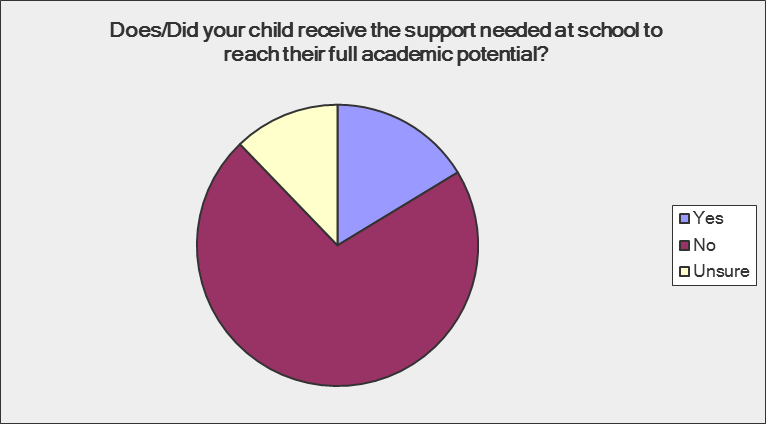 Does/Did your child receive the support needed at school to
reach their full academic potential?
Yes
No
Unsure